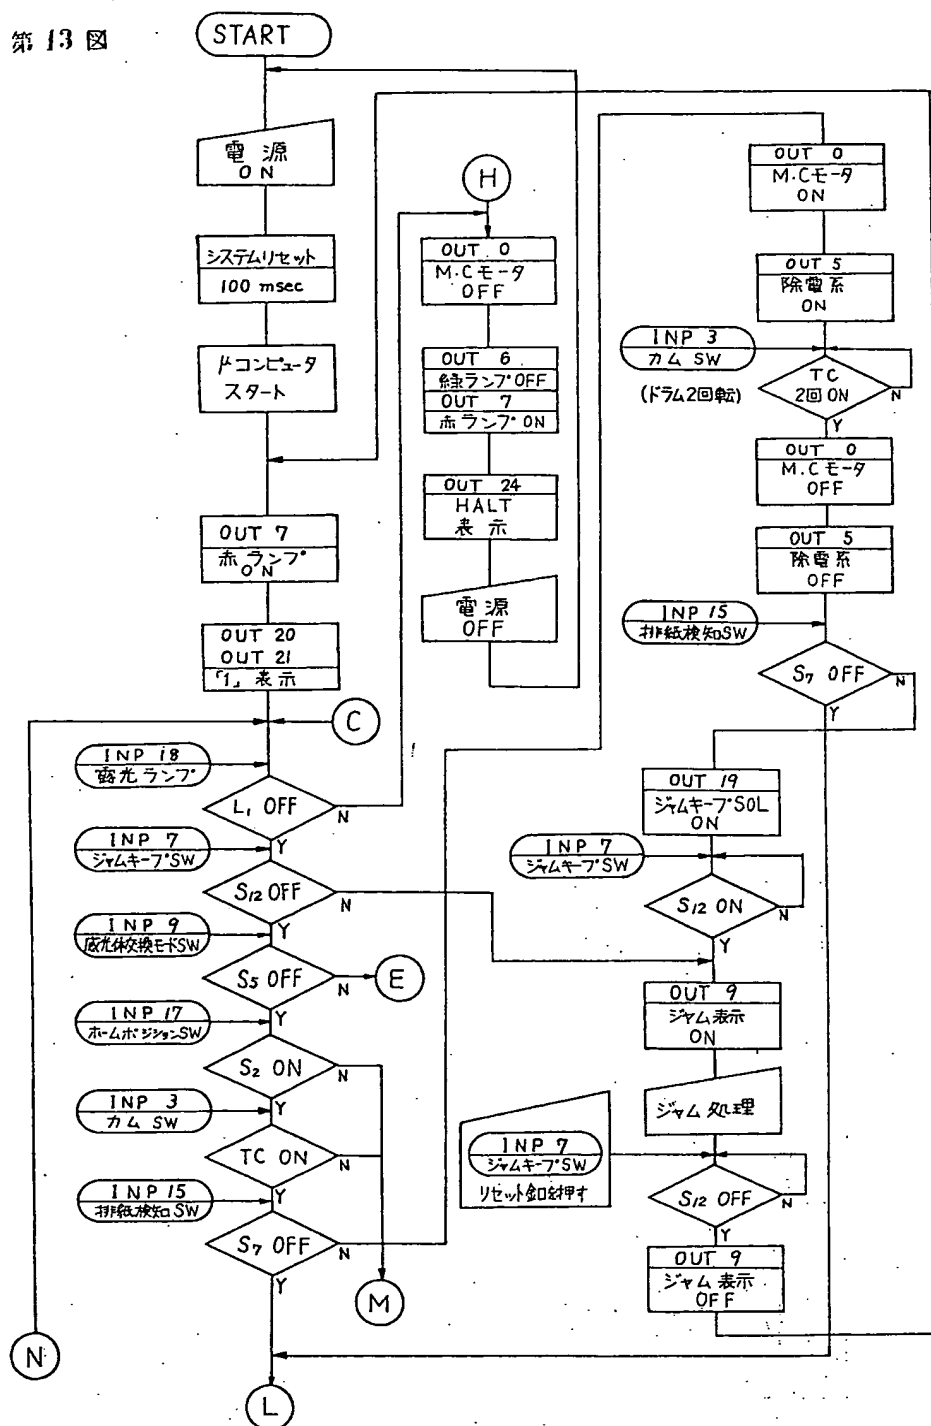 第13図
START
電源
ON
システムリセット
100 msec
μコンピュータ
スタート
OUT 7
赤ランプ
ON
OUT 20
OUT 21
「1」表示
C
INP 18
露光ランプ
L1 OFF
N
Y
INP 7
ジャムキープSW
S12 OFF
N
Y
INP 9
感光体交換モードSW
S5 OFF
N
E
Y
INP 17
ホームポジションSW
S2 ON
N
Y
INP 3
カム SW
TC ON
N
Y
INP 15
排紙検知SW
S7 OFF
N
Y
M
N
L
H
OUT 0
M.Cモータ
OFF
OUT 6
緑ランプOFF
OUT 7
赤ランプON
OUT 24
HALT
表示
電源
OFF
OUT 0
M.Cモータ
ON
OUT 5
除電系
ON
INP 3
カム SW
(ドラム2回転)
TC
2回ON
N
Y
OUT 0
M.Cモータ
OFF
OUT 5
除電系
OFF
INP 15
排紙検知SW
S7 OFF
N
Y
OUT 19
ジャムキープSOL
ON
INP 7
ジャムキープSW
S12 ON
N
Y
OUT 9
ジャム表示
ON
ジャム処理
INP 7
ジャムキープSW
リセット釦を押す
S12 OFF
N
Y
OUT 9
ジャム表示
OFF